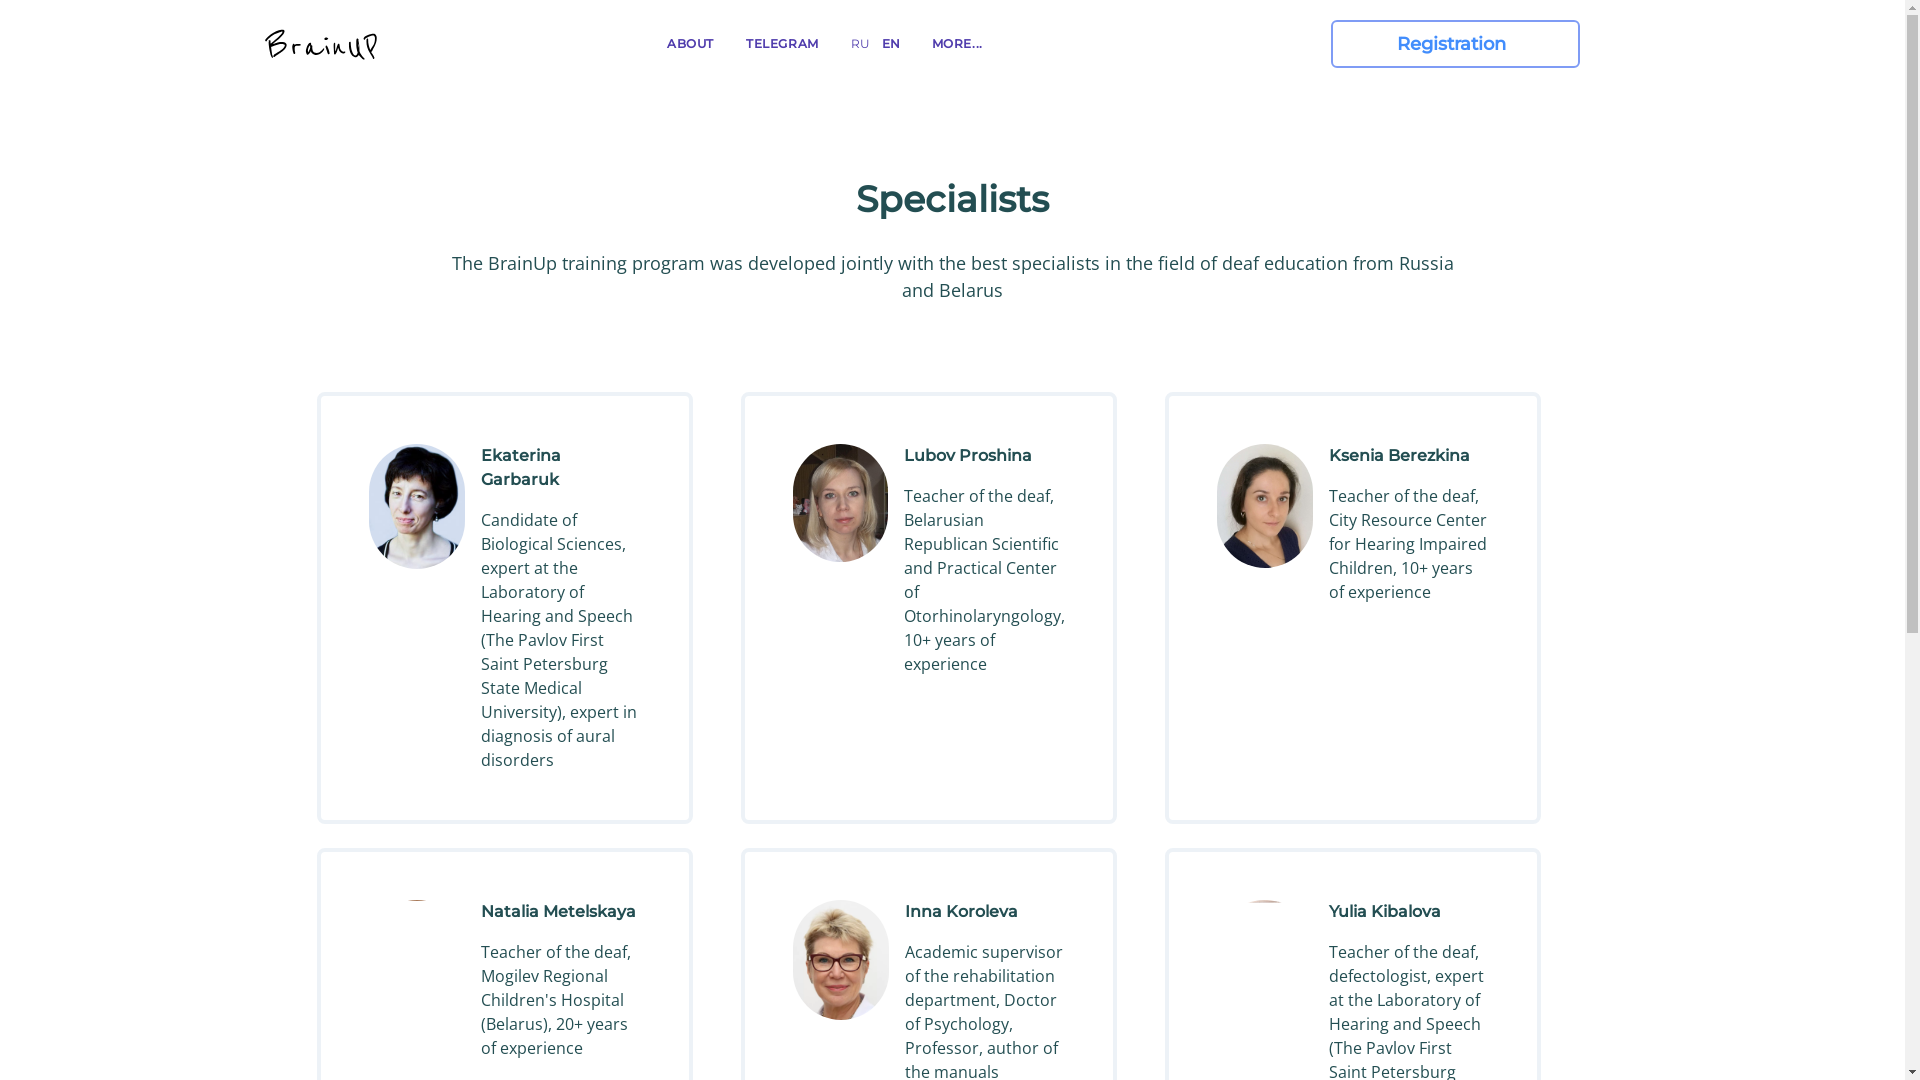 BrainUP
ABOUT
TELEGRAM
RU
EN
MORE...
Registration
Specialists
The BrainUp training program was developed jointly with the best specialists in the field of deaf education from Russia
and Belarus
Ekaterina
Garbaruk
Candidate of
Biological Sciences,
expert at the
Laboratory of
Hearing and Speech
(The Pavlov First
Saint Petersburg
State Medical
University), expert in
diagnosis of aural
disorders
Lubov Proshina
Teacher of the deaf,
Belarusian
Republican Scientific
and Practical Center
of
Otorhinolaryngology,
10+ years of
experience
Ksenia Berezkina
Teacher of the deaf,
City Resource Center
for Hearing Impaired
Children, 10+ years
of experience
Natalia Metelskaya
Teacher of the deaf,
Mogilev Regional
Children's Hospital
(Belarus), 20+ years
of experience
Inna Koroleva
Academic supervisor
of the rehabilitation
department, Doctor
of Psychology,
Professor, author of
the manuals
Yulia Kibalova
Teacher of the deaf,
defectologist, expert
at the Laboratory of
Hearing and Speech
(The Pavlov First
Saint Petersburg